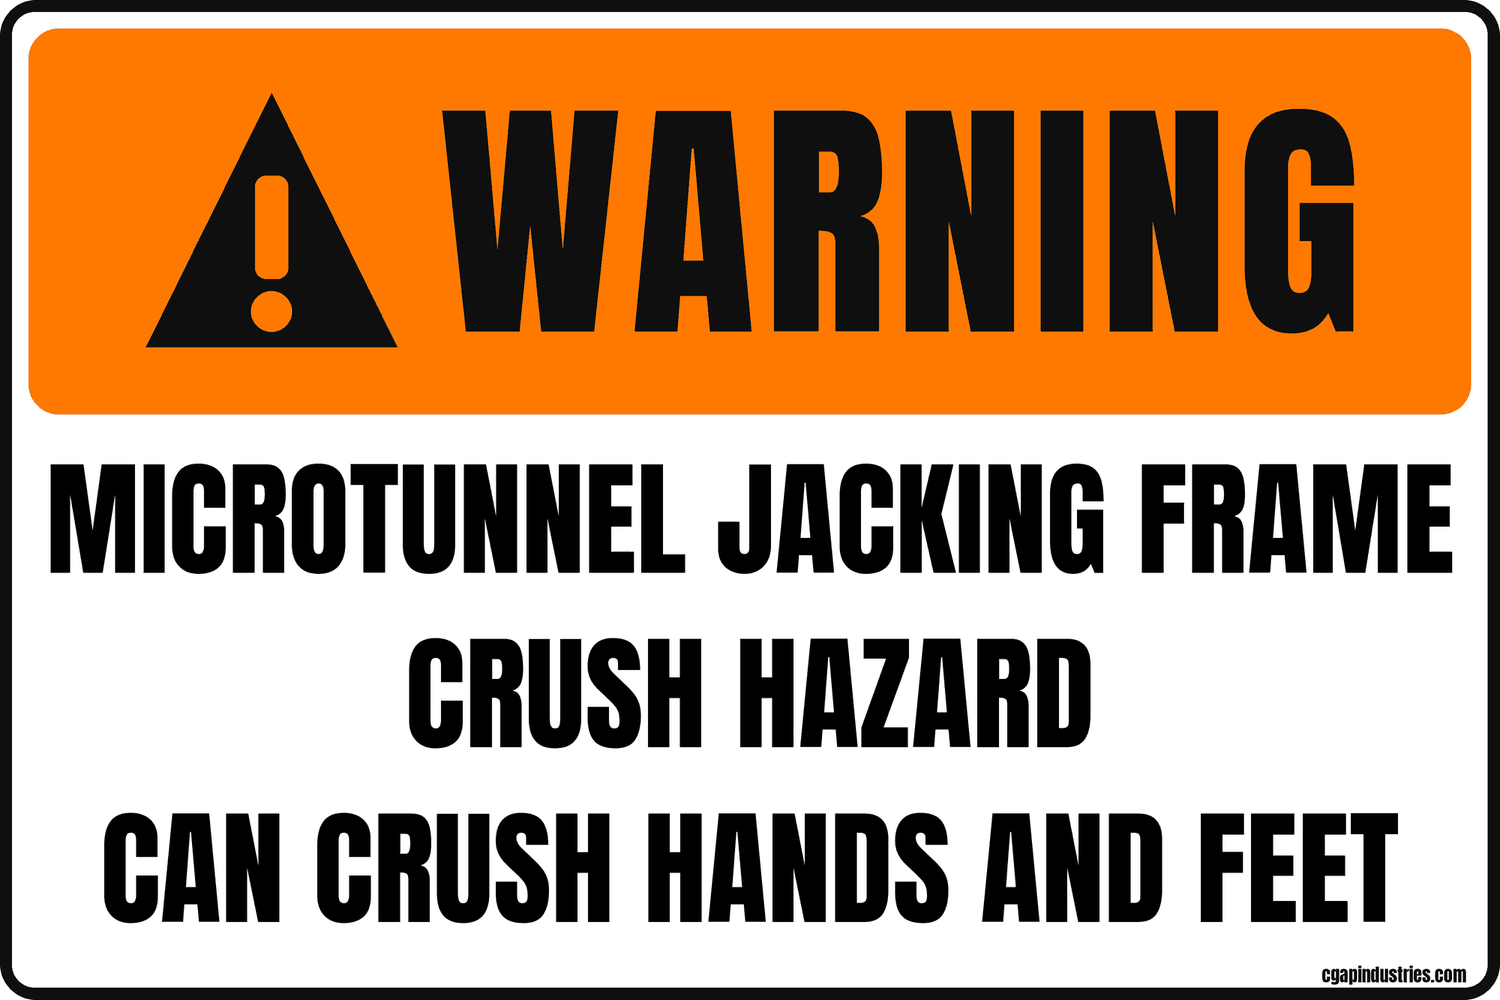 WARNING
MICROTUNNEL JACKING FRAME
CRUSH HAZARD
CAN CRUSH HANDS AND FEET
cgapindustries.com